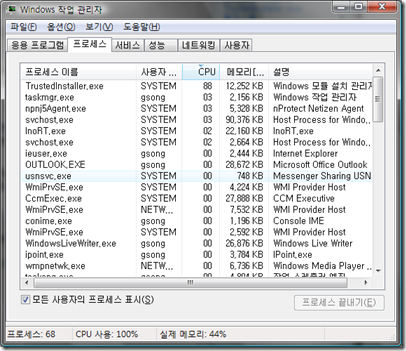 Windows 작업 관리자
파일(F) 옵션(O) 보기(V) 도움말(H)
응용 프로그램 프로세스 서비스 성능 네트워킹 사용자
프로세스 이름 사용자 ... CPU 메모리[... 설명
TrustedInstaller,exe SYSTEM 88 12,252 KB Windows 모듈 설치 관리자
taskmgr,exe gsong 03 2,156 KB Windows 작업 관리자
npnj5Agent,exe SYSTEM 03 5,328 KB nProtect Netizen Agent
svchost,exe SYSTEM 03 90,376 KB Host Process for Windo,,,
InoRT,exe SYSTEM 02 22,160 KB InoRT,exe
svchost,exe SYSTEM 02 2,664 KB Host Process for Windo,,,
ieuser,exe gsong 00 2,444 KB Internet Explorer
OUTLOOK,EXE gsong 00 28,672 KB Microsoft Office Outlook
usnsvc,exe SYSTEM 00 748 KB Messenger Sharing USN
WmiPrvSE,exe SYSTEM 00 4,224 KB WMI Provider Host
CcmExec,exe SYSTEM 00 27,888 KB CCM Executive
WmiPrvSE,exe NETW,,, 00 7,532 KB WMI Provider Host
conime,exe gsong 00 1,196 KB Console IME
WmiPrvSE,exe SYSTEM 00 2,592 KB WMI Provider Host
WindowsLiveWriter,exe gsong 00 26,876 KB Windows Live Writer
ipoint,exe gsong 00 3,784 KB IPoint,exe
wmpnetwk,exe NETW,,, 00 6,736 KB Windows Media Player ,,,
모든 사용자의 프로세스 표시(S) 프로세스 끝내기(E)
프로세스: 68 CPU 사용: 100% 실제 메모리: 44%